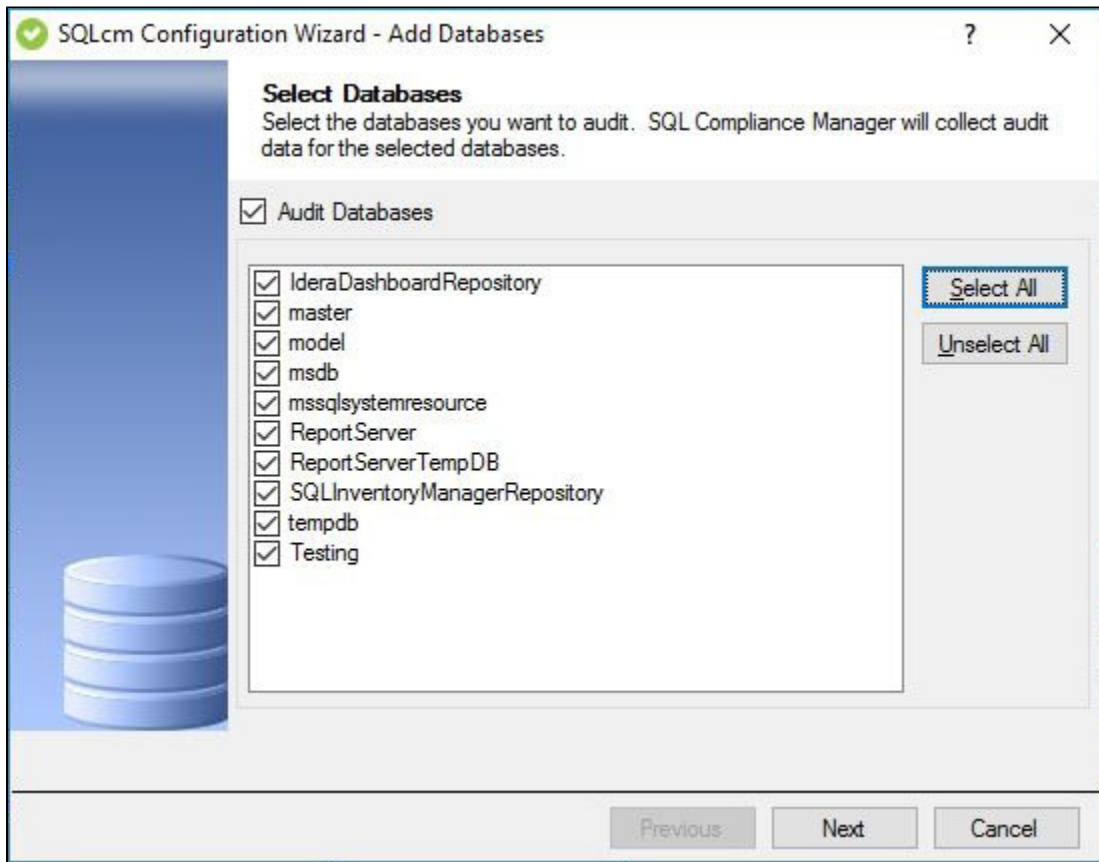 SQLcm Configuration Wizard - Add Databases
?
Select Databases
Select the databases you want to audit. SQL Compliance Manager will collect audit
data for the selected databases.
Audit Databases
IderaDashboardRepository
master
model
msdb
mssqlsystemresource
ReportServer
ReportServerTempDB
SQLInventoryManagerRepository
tempdb
Testing
Select All
Unselect All
Previous
Next
Cancel